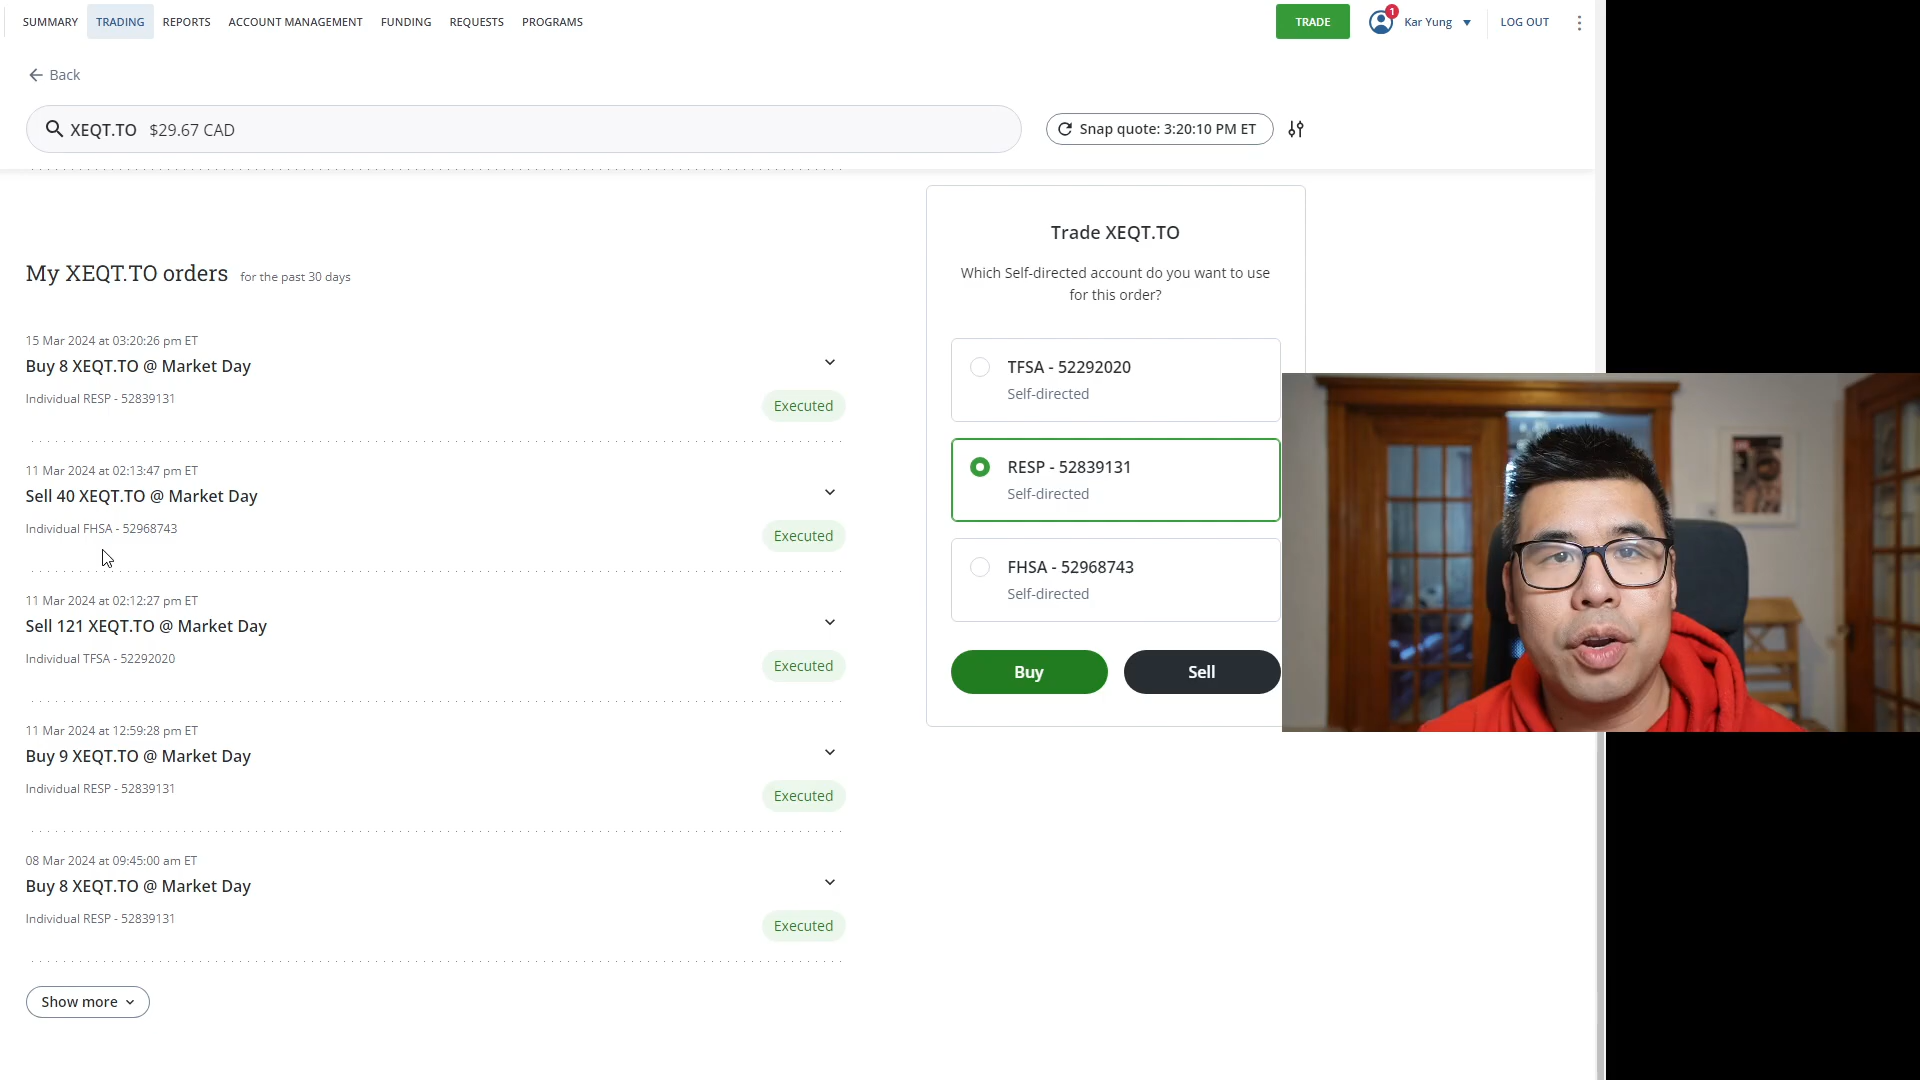 SUMMARY TRADING REPORTS ACCOUNT MANAGEMENT FUNDING REQUESTS PROGRAMS TRADE 1 Kar Yung LOG OUT
Back
XEQT.TO $29.67 CAD
Snap quote: 3:20:10 PM ET
My XEQT.TO orders for the past 30 days
15 Mar 2024 at 03:20:26 pm ET
Buy 8 XEQT.TO @ Market Day
Individual RESP - 52839131
Executed
11 Mar 2024 at 02:13:47 pm ET
Sell 40 XEQT.TO @ Market Day
Individual FHSA - 52968743
Executed
11 Mar 2024 at 02:12:27 pm ET
Sell 121 XEQT.TO @ Market Day
Individual TFSA - 52292020
Executed
11 Mar 2024 at 12:59:28 pm ET
Buy 9 XEQT.TO @ Market Day
Individual RESP - 52839131
Executed
08 Mar 2024 at 09:45:00 am ET
Buy 8 XEQT.TO @ Market Day
Individual RESP - 52839131
Executed
Show more
Trade XEQT.TO
Which Self-directed account do you want to use
for this order?
TFSA - 52292020
Self-directed
RESP - 52839131
Self-directed
FHSA - 52968743
Self-directed
Buy Sell